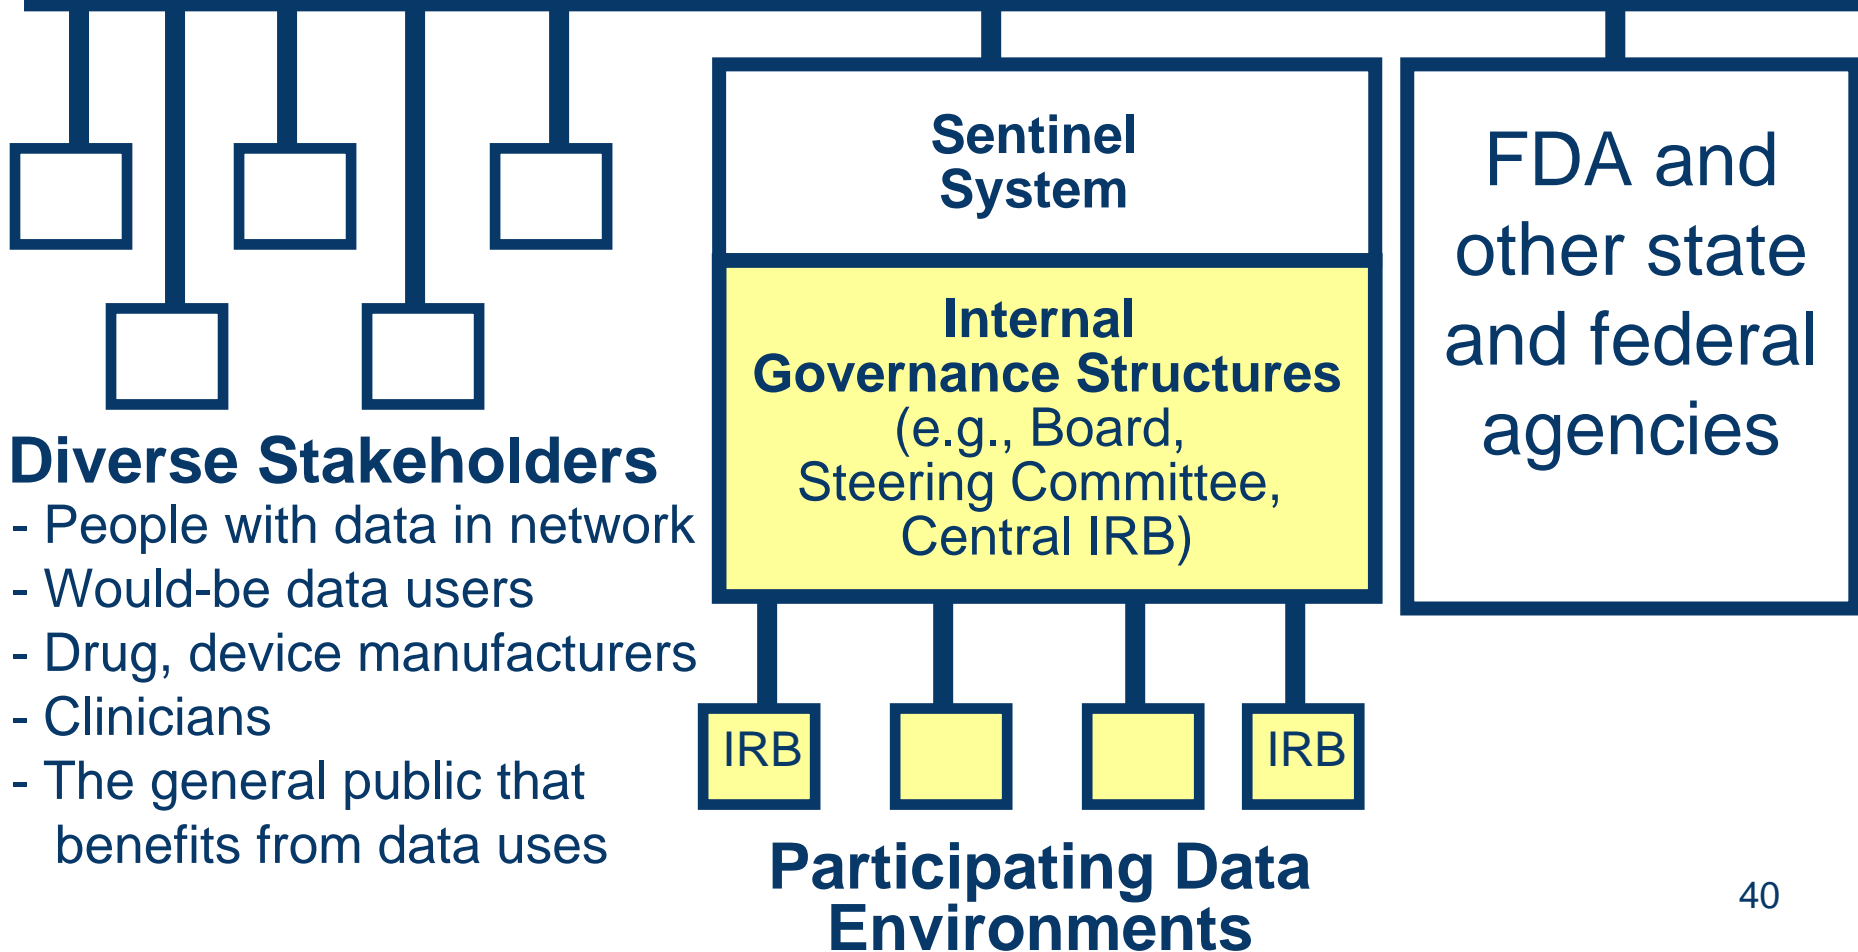 Sentinel
System
Internal
Governance Structures
(e.g., Board,
Steering Committee,
Central IRB)
FDA and
other state
and federal
agencies
Diverse Stakeholders
- People with data in network
- Would-be data users
- Drug, device manufacturers
- Clinicians
- The general public that
benefits from data uses
IRB
IRB
Participating Data
Environments
40